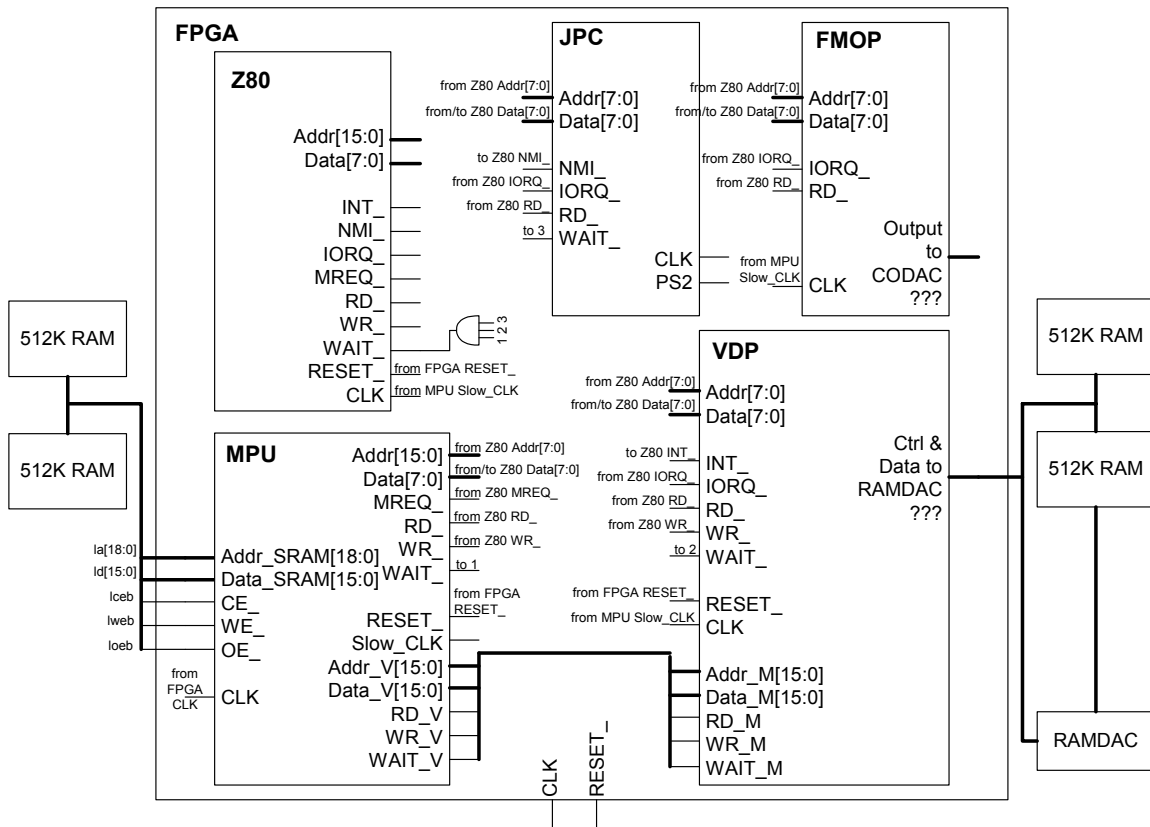 FPGA
Z80
Addr[15:0]
Data[7:0]
INT_
NMI_
IORQ_
MREQ_
RD_
WR_
WAIT_
RESET_
CLK
1 2 3
from FPGA RESET_
from MPU Slow_CLK
JPC
from Z80 Addr[7:0]
from/to Z80 Data[7:0]
Addr[7:0]
Data[7:0]
to Z80 NMI_
from Z80 IORQ_
from Z80 RD_
to 3
NMI_
IORQ_
RD_
WAIT_
CLK
PS2
FMOP
from Z80 Addr[7:0]
from/to Z80 Data[7:0]
Addr[7:0]
Data[7:0]
from Z80 IORQ_
from Z80 RD_
IORQ_
RD_
Output
to
CODAC
???
from MPU
Slow_CLK
CLK
512K RAM
512K RAM
MPU
Addr[15:0]
Data[7:0]
MREQ_
RD_
WR_
WAIT_
from Z80 Addr[7:0]
from/to Z80 Data[7:0]
from Z80 MREQ_
from Z80 RD_
from Z80 WR_
to 1
la[18:0]
ld[15:0]
lceb
lweb
loeb
Addr_SRAM[18:0]
Data_SRAM[15:0]
CE_
WE_
OE_
from
FPGA
CLK
CLK
from FPGA
RESET_
RESET_
Slow_CLK
Addr_V[15:0]
Data_V[15:0]
RD_V
WR_V
WAIT_V
CLK
RESET_
VDP
from Z80 Addr[7:0]
from/to Z80 Data[7:0]
Addr[7:0]
Data[7:0]
to Z80 INT_
from Z80 IORQ_
from Z80 RD_
from Z80 WR_
to 2
INT_
IORQ_
RD_
WR_
WAIT_
Ctrl &
Data to
RAMDAC
???
from FPGA RESET_
from MPU Slow_CLK
RESET_
CLK
Addr_M[15:0]
Data_M[15:0]
RD_M
WR_M
WAIT_M
512K RAM
512K RAM
RAMDAC